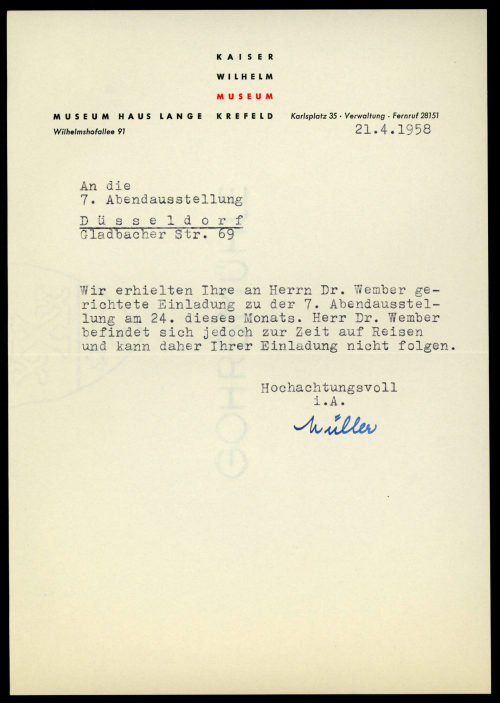 KAISER
WILHELM
MUSEUM
MUSEUM HAUS LANGE KREFELD Karlsplatz 35 · Verwaltung · Fernruf 28151
Wilhelmshofallee 91
21.4.1958
An die
7. Abendausstellung
D ü s s e l d o r f
Gladbacher Str. 69
Wir erhielten Ihre an Herrn Dr. Wember ge-
richtete Einladung zu der 7. Abendausstel-
lung am 24. dieses Monats. Herr Dr. Wember
befindet sich jedoch zur Zeit auf Reisen
und kann daher Ihrer Einladung nicht folgen.
Hochachtungsvoll
i.A.
Müller